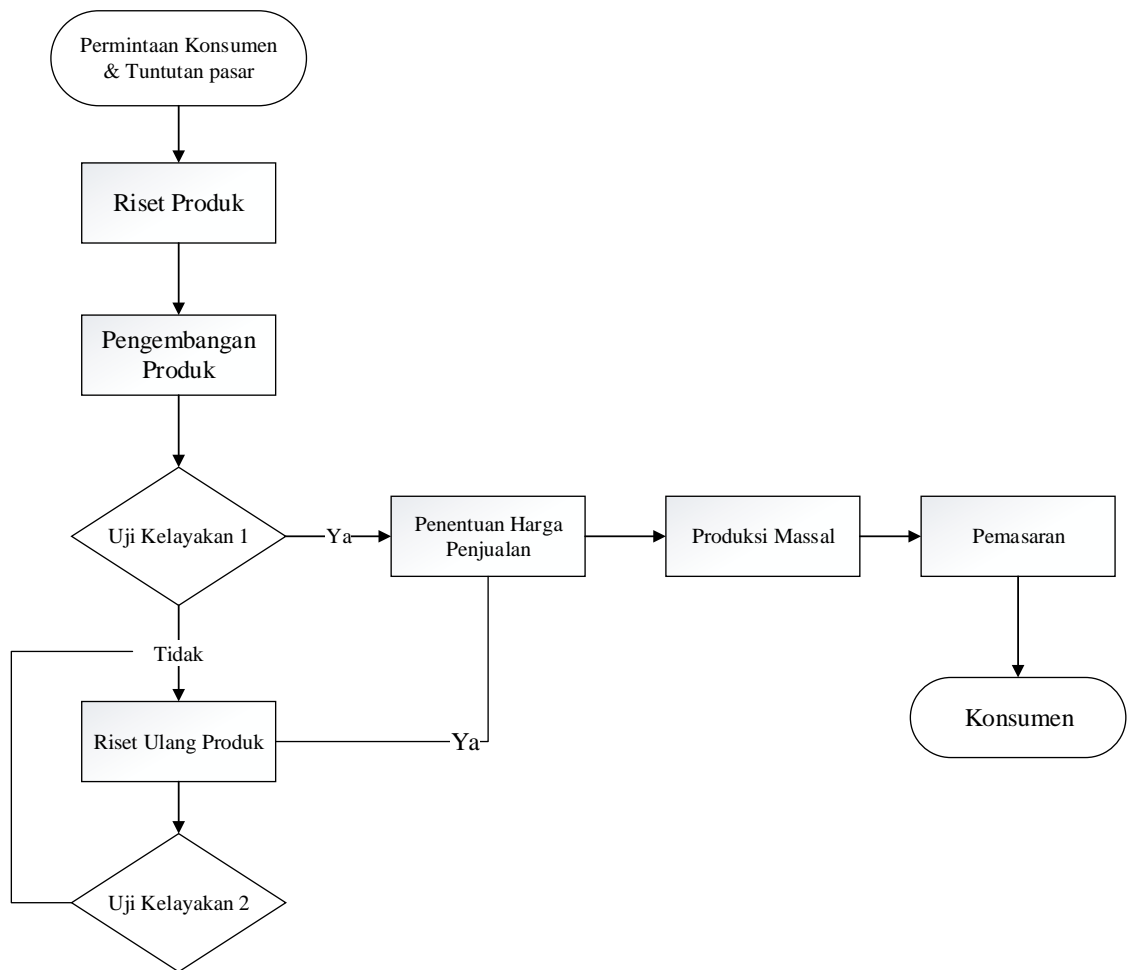 Permintaan Konsumen
& Tuntutan pasar
Riset Produk
Pengembangan
Produk
Uji Kelayakan 1
Ya
Penentuan Harga
Penjualan
Produksi Massal
Pemasaran
Tidak
Riset Ulang Produk
Ya
Konsumen
Uji Kelayakan 2